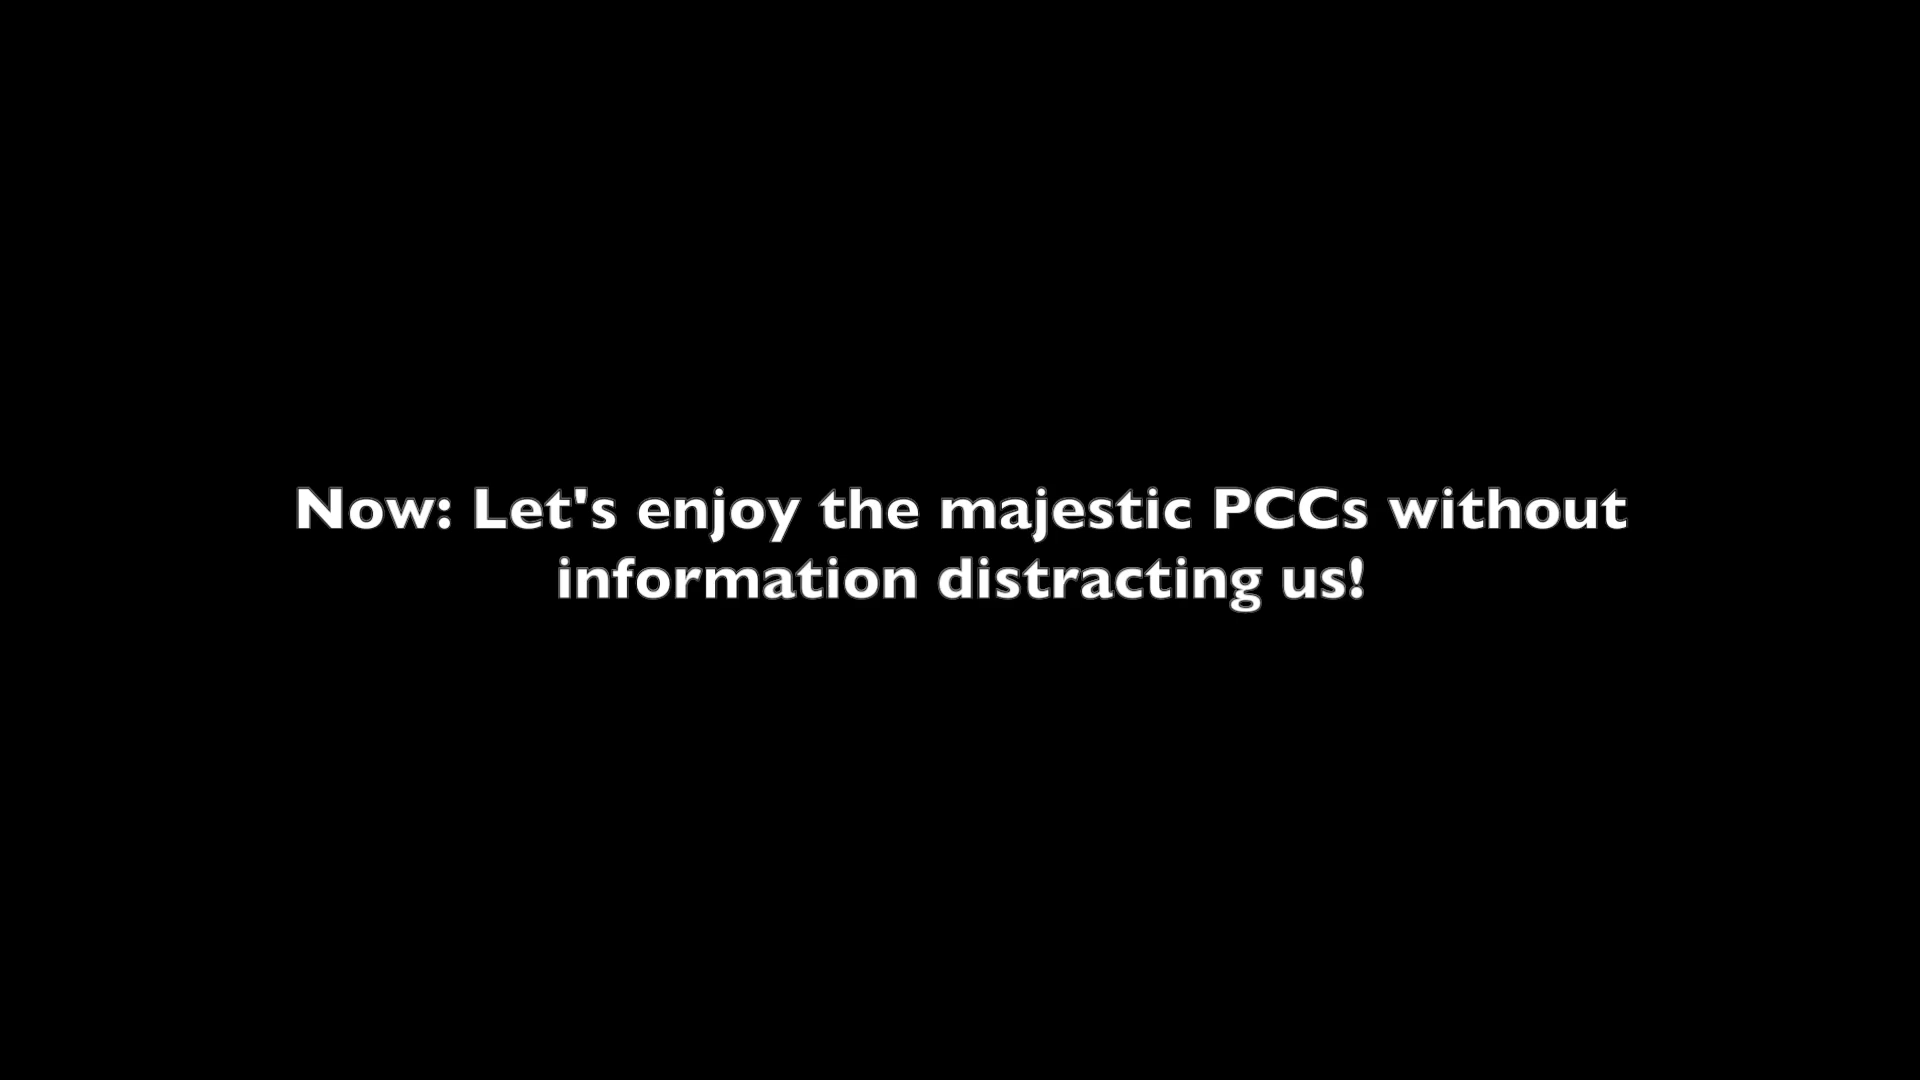 Now: Let's enjoy the majestic PCCs without
information distracting us!